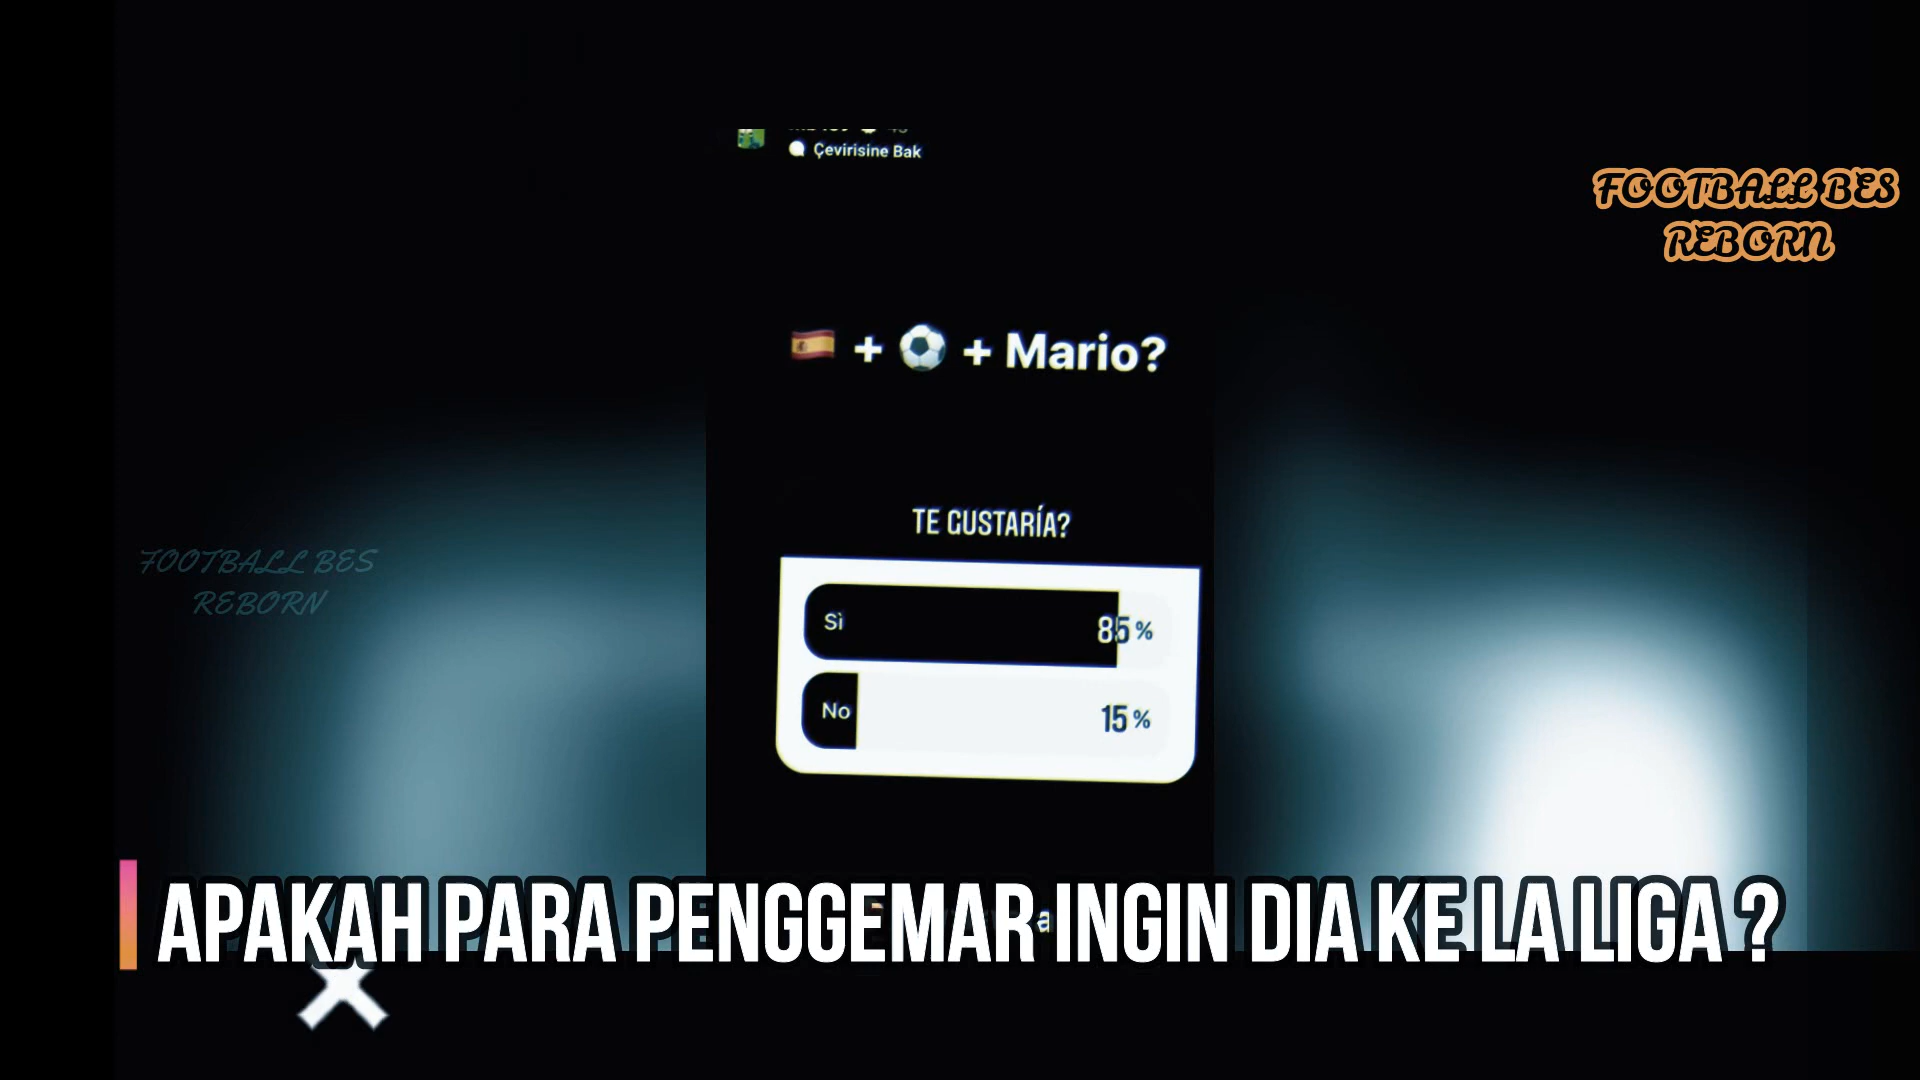 Çevirisine Bak
FOOTBALL BES
REBORN
+ + Mario?
TE GUSTARÍA?
Sì
85%
No
15%
FOOTBALL BES
REBORN
APAKAH PARA PENGGEMAR INGIN DIA KE LA LIGA ?